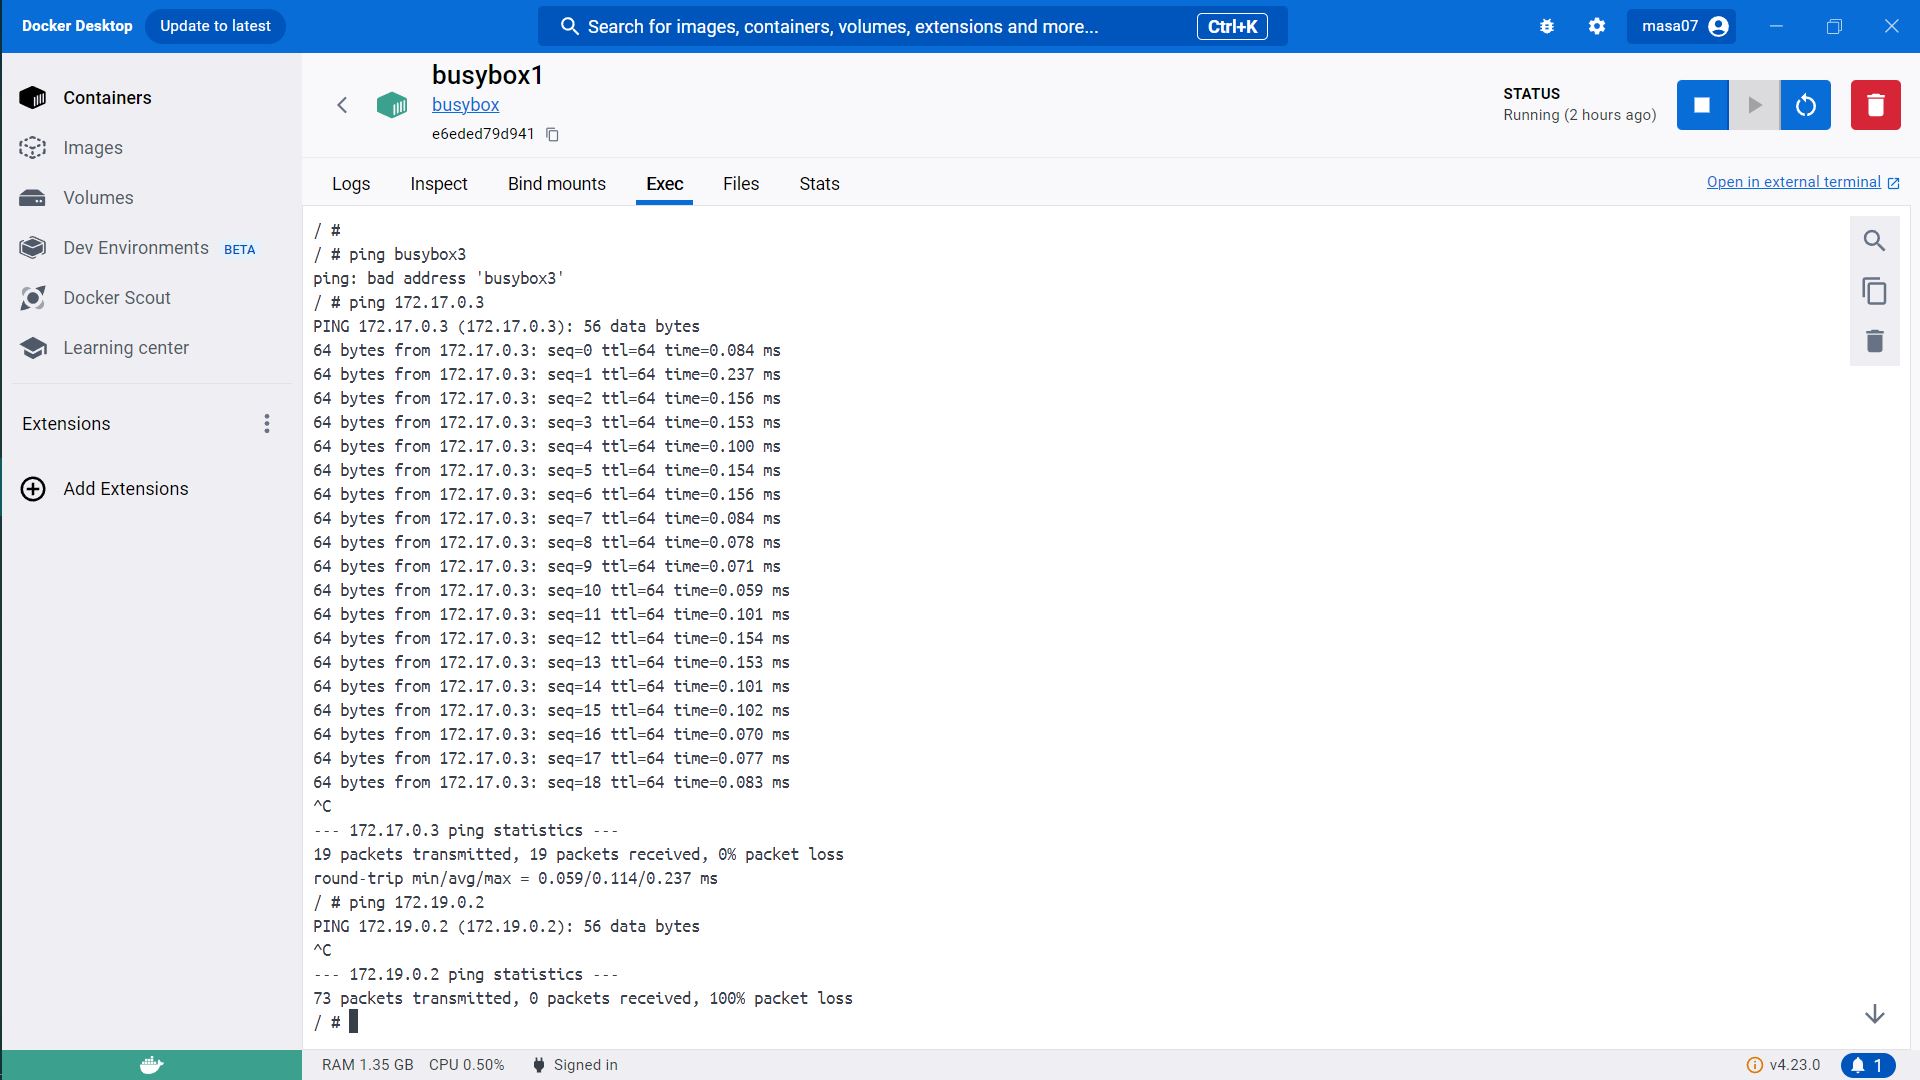 Docker Desktop
Update to latest
Search for images, containers, volumes, extensions and more...
Ctrl+K
masa07
Containers
Images
Volumes
Dev Environments BETA
Docker Scout
Learning center
Extensions
Add Extensions
busybox1
busybox
e6eded79d941
STATUS
Running (2 hours ago)
Logs
Inspect
Bind mounts
Exec
Files
Stats
Open in external terminal
/ #
/ # ping busybox3
ping: bad address 'busybox3'
/ # ping 172.17.0.3
PING 172.17.0.3 (172.17.0.3): 56 data bytes
64 bytes from 172.17.0.3: seq=0 ttl=64 time=0.084 ms
64 bytes from 172.17.0.3: seq=1 ttl=64 time=0.237 ms
64 bytes from 172.17.0.3: seq=2 ttl=64 time=0.156 ms
64 bytes from 172.17.0.3: seq=3 ttl=64 time=0.153 ms
64 bytes from 172.17.0.3: seq=4 ttl=64 time=0.100 ms
64 bytes from 172.17.0.3: seq=5 ttl=64 time=0.154 ms
64 bytes from 172.17.0.3: seq=6 ttl=64 time=0.156 ms
64 bytes from 172.17.0.3: seq=7 ttl=64 time=0.084 ms
64 bytes from 172.17.0.3: seq=8 ttl=64 time=0.078 ms
64 bytes from 172.17.0.3: seq=9 ttl=64 time=0.071 ms
64 bytes from 172.17.0.3: seq=10 ttl=64 time=0.059 ms
64 bytes from 172.17.0.3: seq=11 ttl=64 time=0.101 ms
64 bytes from 172.17.0.3: seq=12 ttl=64 time=0.154 ms
64 bytes from 172.17.0.3: seq=13 ttl=64 time=0.153 ms
64 bytes from 172.17.0.3: seq=14 ttl=64 time=0.101 ms
64 bytes from 172.17.0.3: seq=15 ttl=64 time=0.102 ms
64 bytes from 172.17.0.3: seq=16 ttl=64 time=0.070 ms
64 bytes from 172.17.0.3: seq=17 ttl=64 time=0.077 ms
64 bytes from 172.17.0.3: seq=18 ttl=64 time=0.083 ms
^C
--- 172.17.0.3 ping statistics ---
19 packets transmitted, 19 packets received, 0% packet loss
round-trip min/avg/max = 0.059/0.114/0.237 ms
/ # ping 172.19.0.2
PING 172.19.0.2 (172.19.0.2): 56 data bytes
^C
--- 172.19.0.2 ping statistics ---
73 packets transmitted, 0 packets received, 100% packet loss
/ #
RAM 1.35 GB CPU 0.50% Signed in
v4.23.0
1